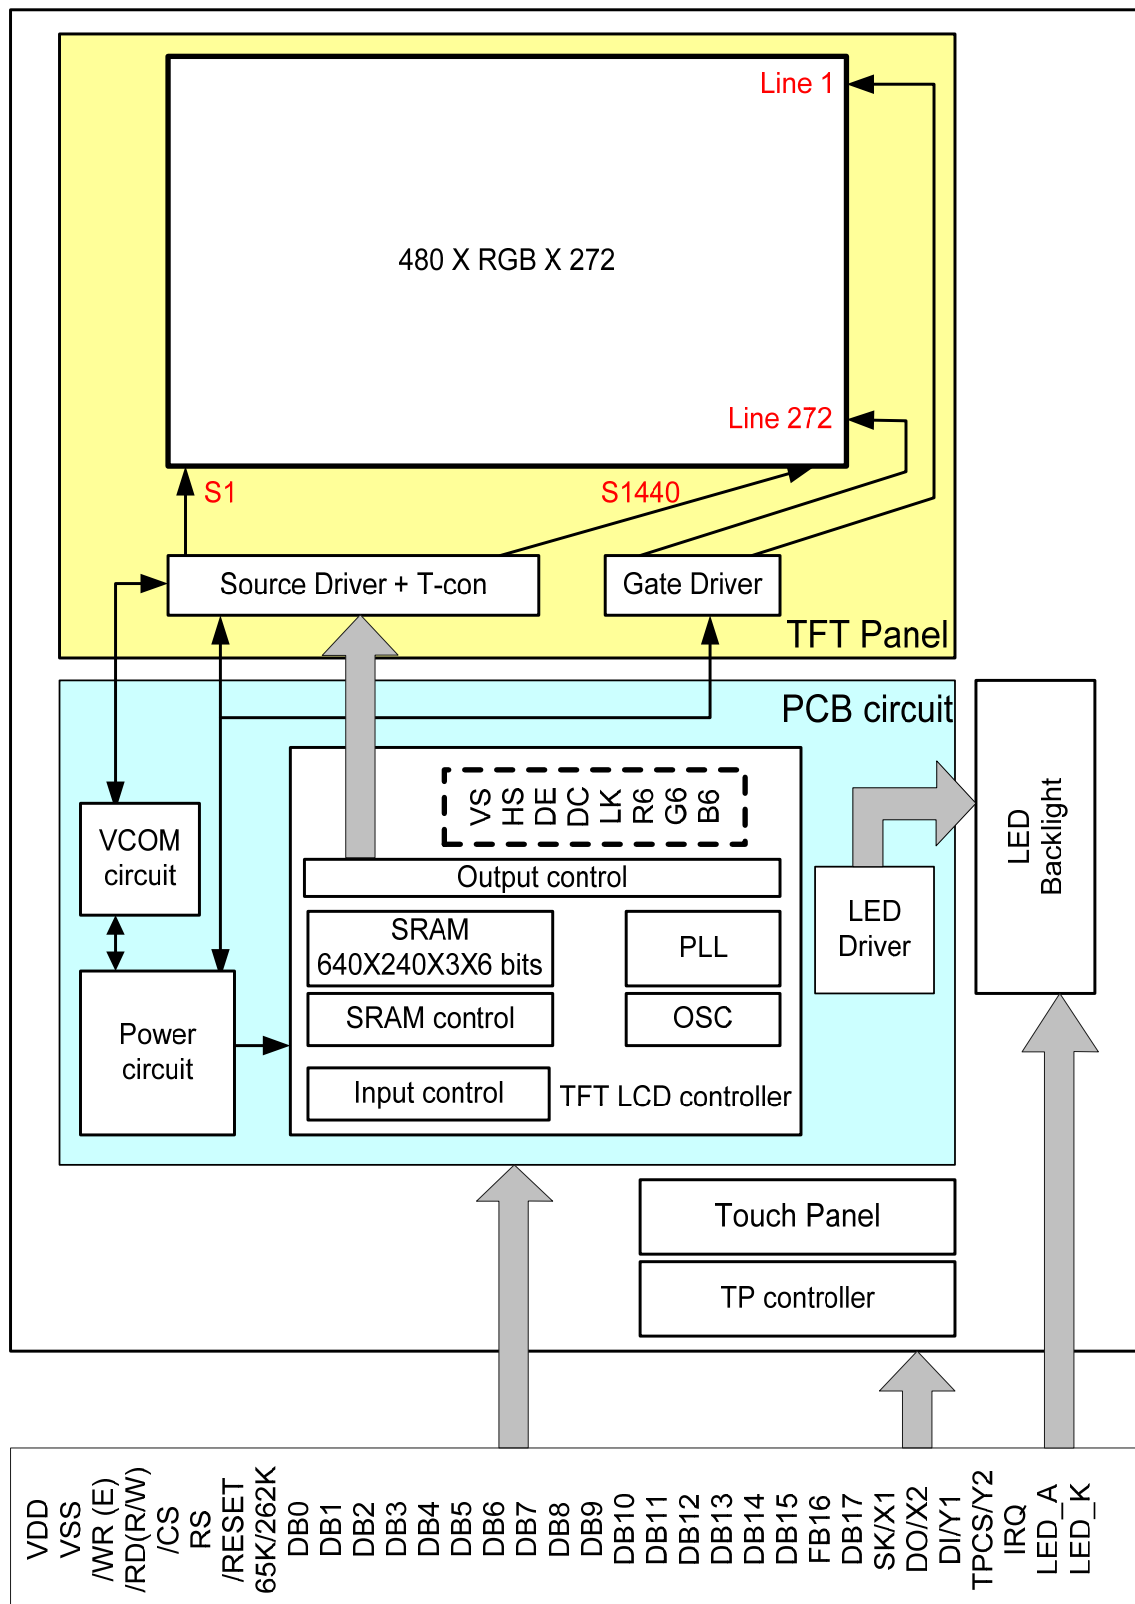 Line 1
480 X RGB X 272
Line 272
S1
S1440
Source Driver + T-con
Gate Driver
TFT Panel
PCB circuit
VS
HS
DE
DC
LK
R6
G6
B6
Output control
VCOM
circuit
SRAM
640X240X3X6 bits
PLL
SRAM control
OSC
Input control
TFT LCD controller
Power
circuit
LED
Driver
LED
Backlight
Touch Panel
TP controller
VDD
VSS
/WR (E)
/RD(R/W)
/CS
RS
/RESET
65K/262K
DB0
DB1
DB2
DB3
DB4
DB5
DB6
DB7
DB8
DB9
DB10
DB11
DB12
DB13
DB14
DB15
FB16
DB17
SK/X1
DO/X2
DI/Y1
TPCS/Y2
IRQ
LED_A
LED_K